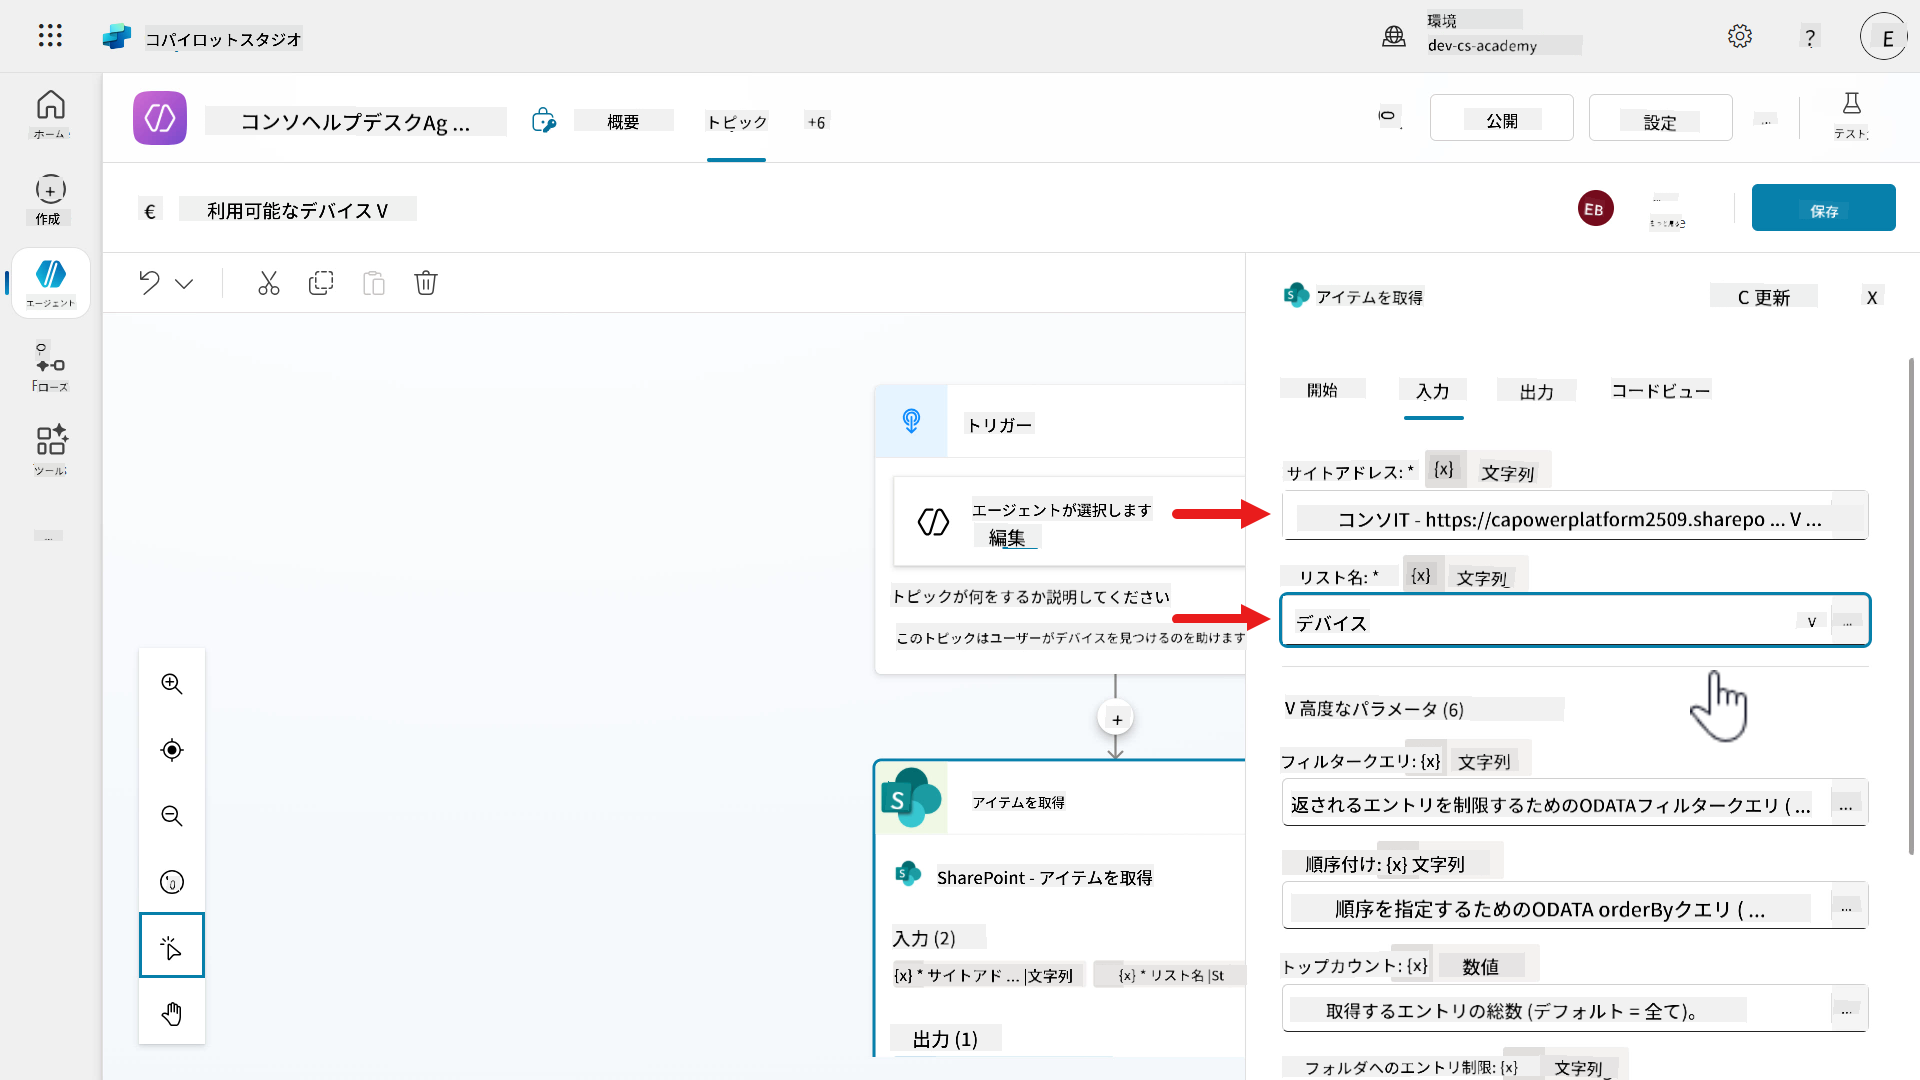 コパイロットスタジオ
環境
dev-cs-academy
?
E
ホーム
作成
エージェント
Fローズ
ツール
...
コンソヘルプデスクAg ...
概要
トピック
+6
公開
設定
...
テスト
€
利用可能なデバイス V
EB
...
保存
アイテムを取得
C 更新
X
開始
入力
出力
コードビュー
トリガー
エージェントが選択します
編集
トピックが何をするか説明してください
このトピックはユーザーがデバイスを見つけるのを助けます
+
アイテムを取得
SharePoint - アイテムを取得
入力 (2)
{x} * サイトアド ... |文字列
{x} * リスト名 |St
出力 (1)
サイトアドレス: * {x} 文字列
コンソIT - https://capowerplatform2509.sharepo ... V ...
リスト名: * {x} 文字列
デバイス V ...
V 高度なパラメータ (6)
フィルタークエリ: {x} 文字列
返されるエントリを制限するためのODATAフィルタークエリ ( ... ...
順序付け: {x} 文字列
順序を指定するためのODATA orderByクエリ ( ... ...
トップカウント: {x} 数値
取得するエントリの総数 (デフォルト = 全て)。 ...
フォルダへのエントリ制限: {x} 文字列